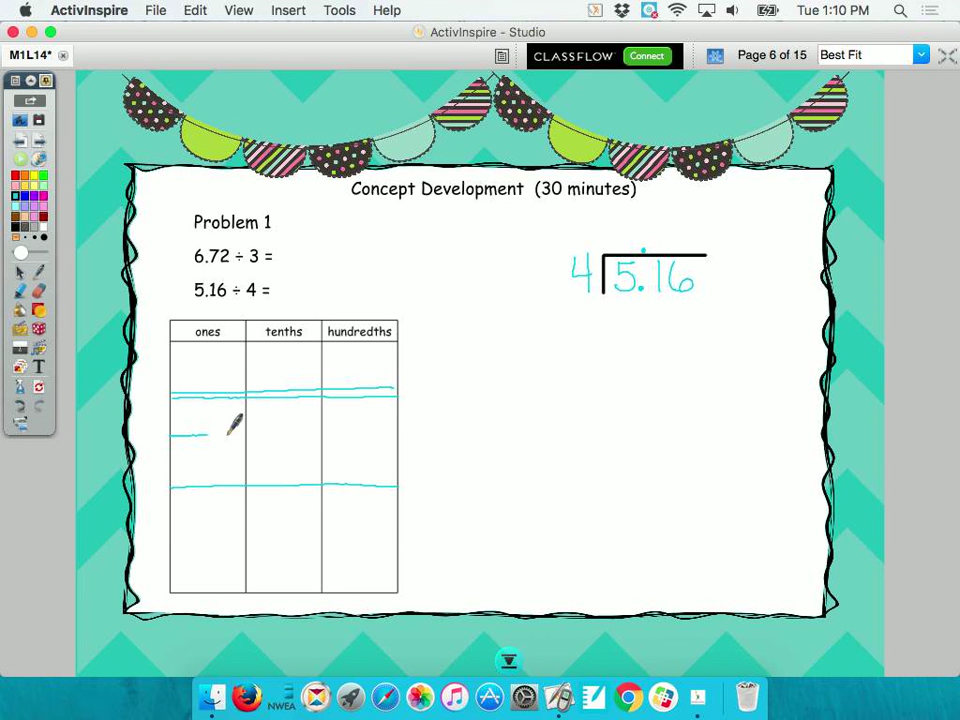 ActivInspire File Edit View Insert Tools Help Tue 1:10 PM
ActivInspire - Studio
M1L14* CLASSFLOW Connect Page 6 of 15 Best Fit
Concept Development (30 minutes)
Problem 1
6.72 ÷ 3 =
5.16 ÷ 4 =
4 5.16
ones tenths hundredths
NWEA